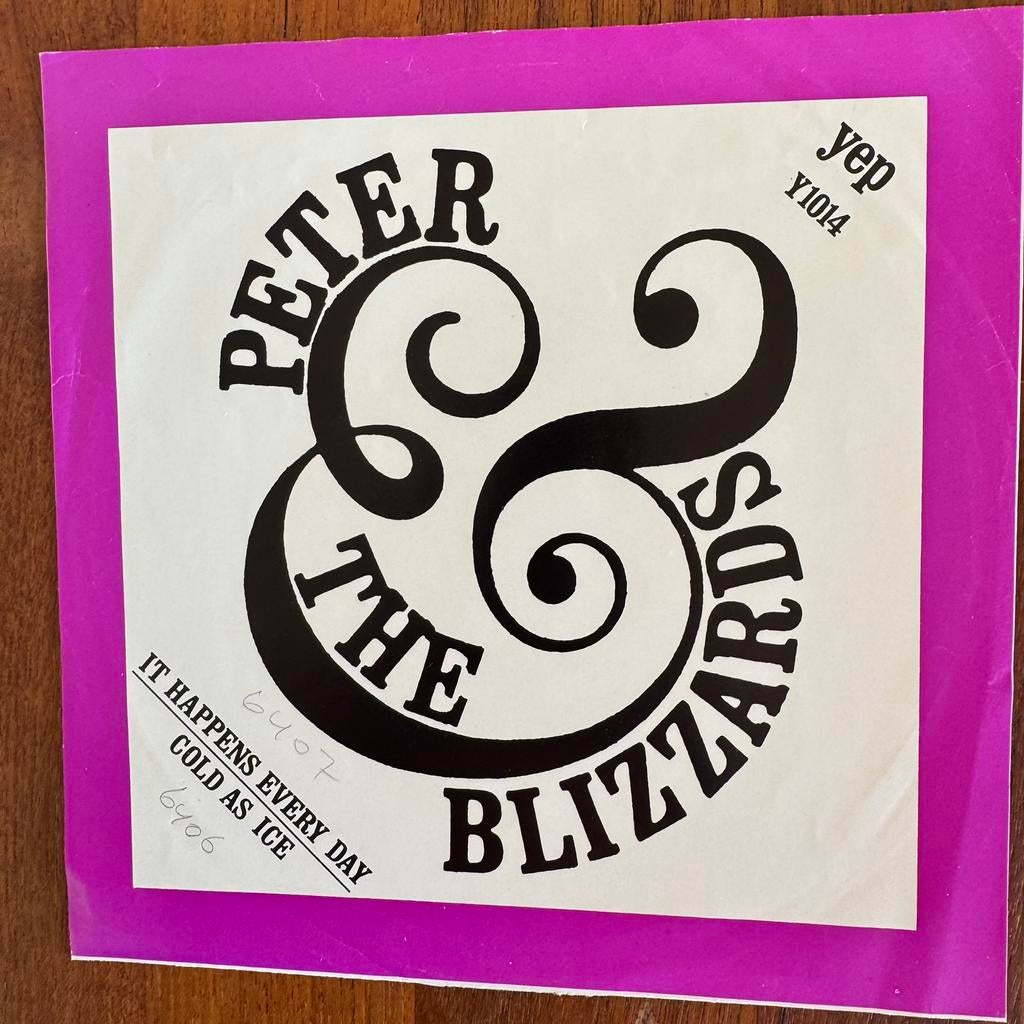 yep
Y1014
PETER
&
THE
BLIZZARDS
IT HAPPENS EVERY DAY
COLD AS ICE
6407
6406